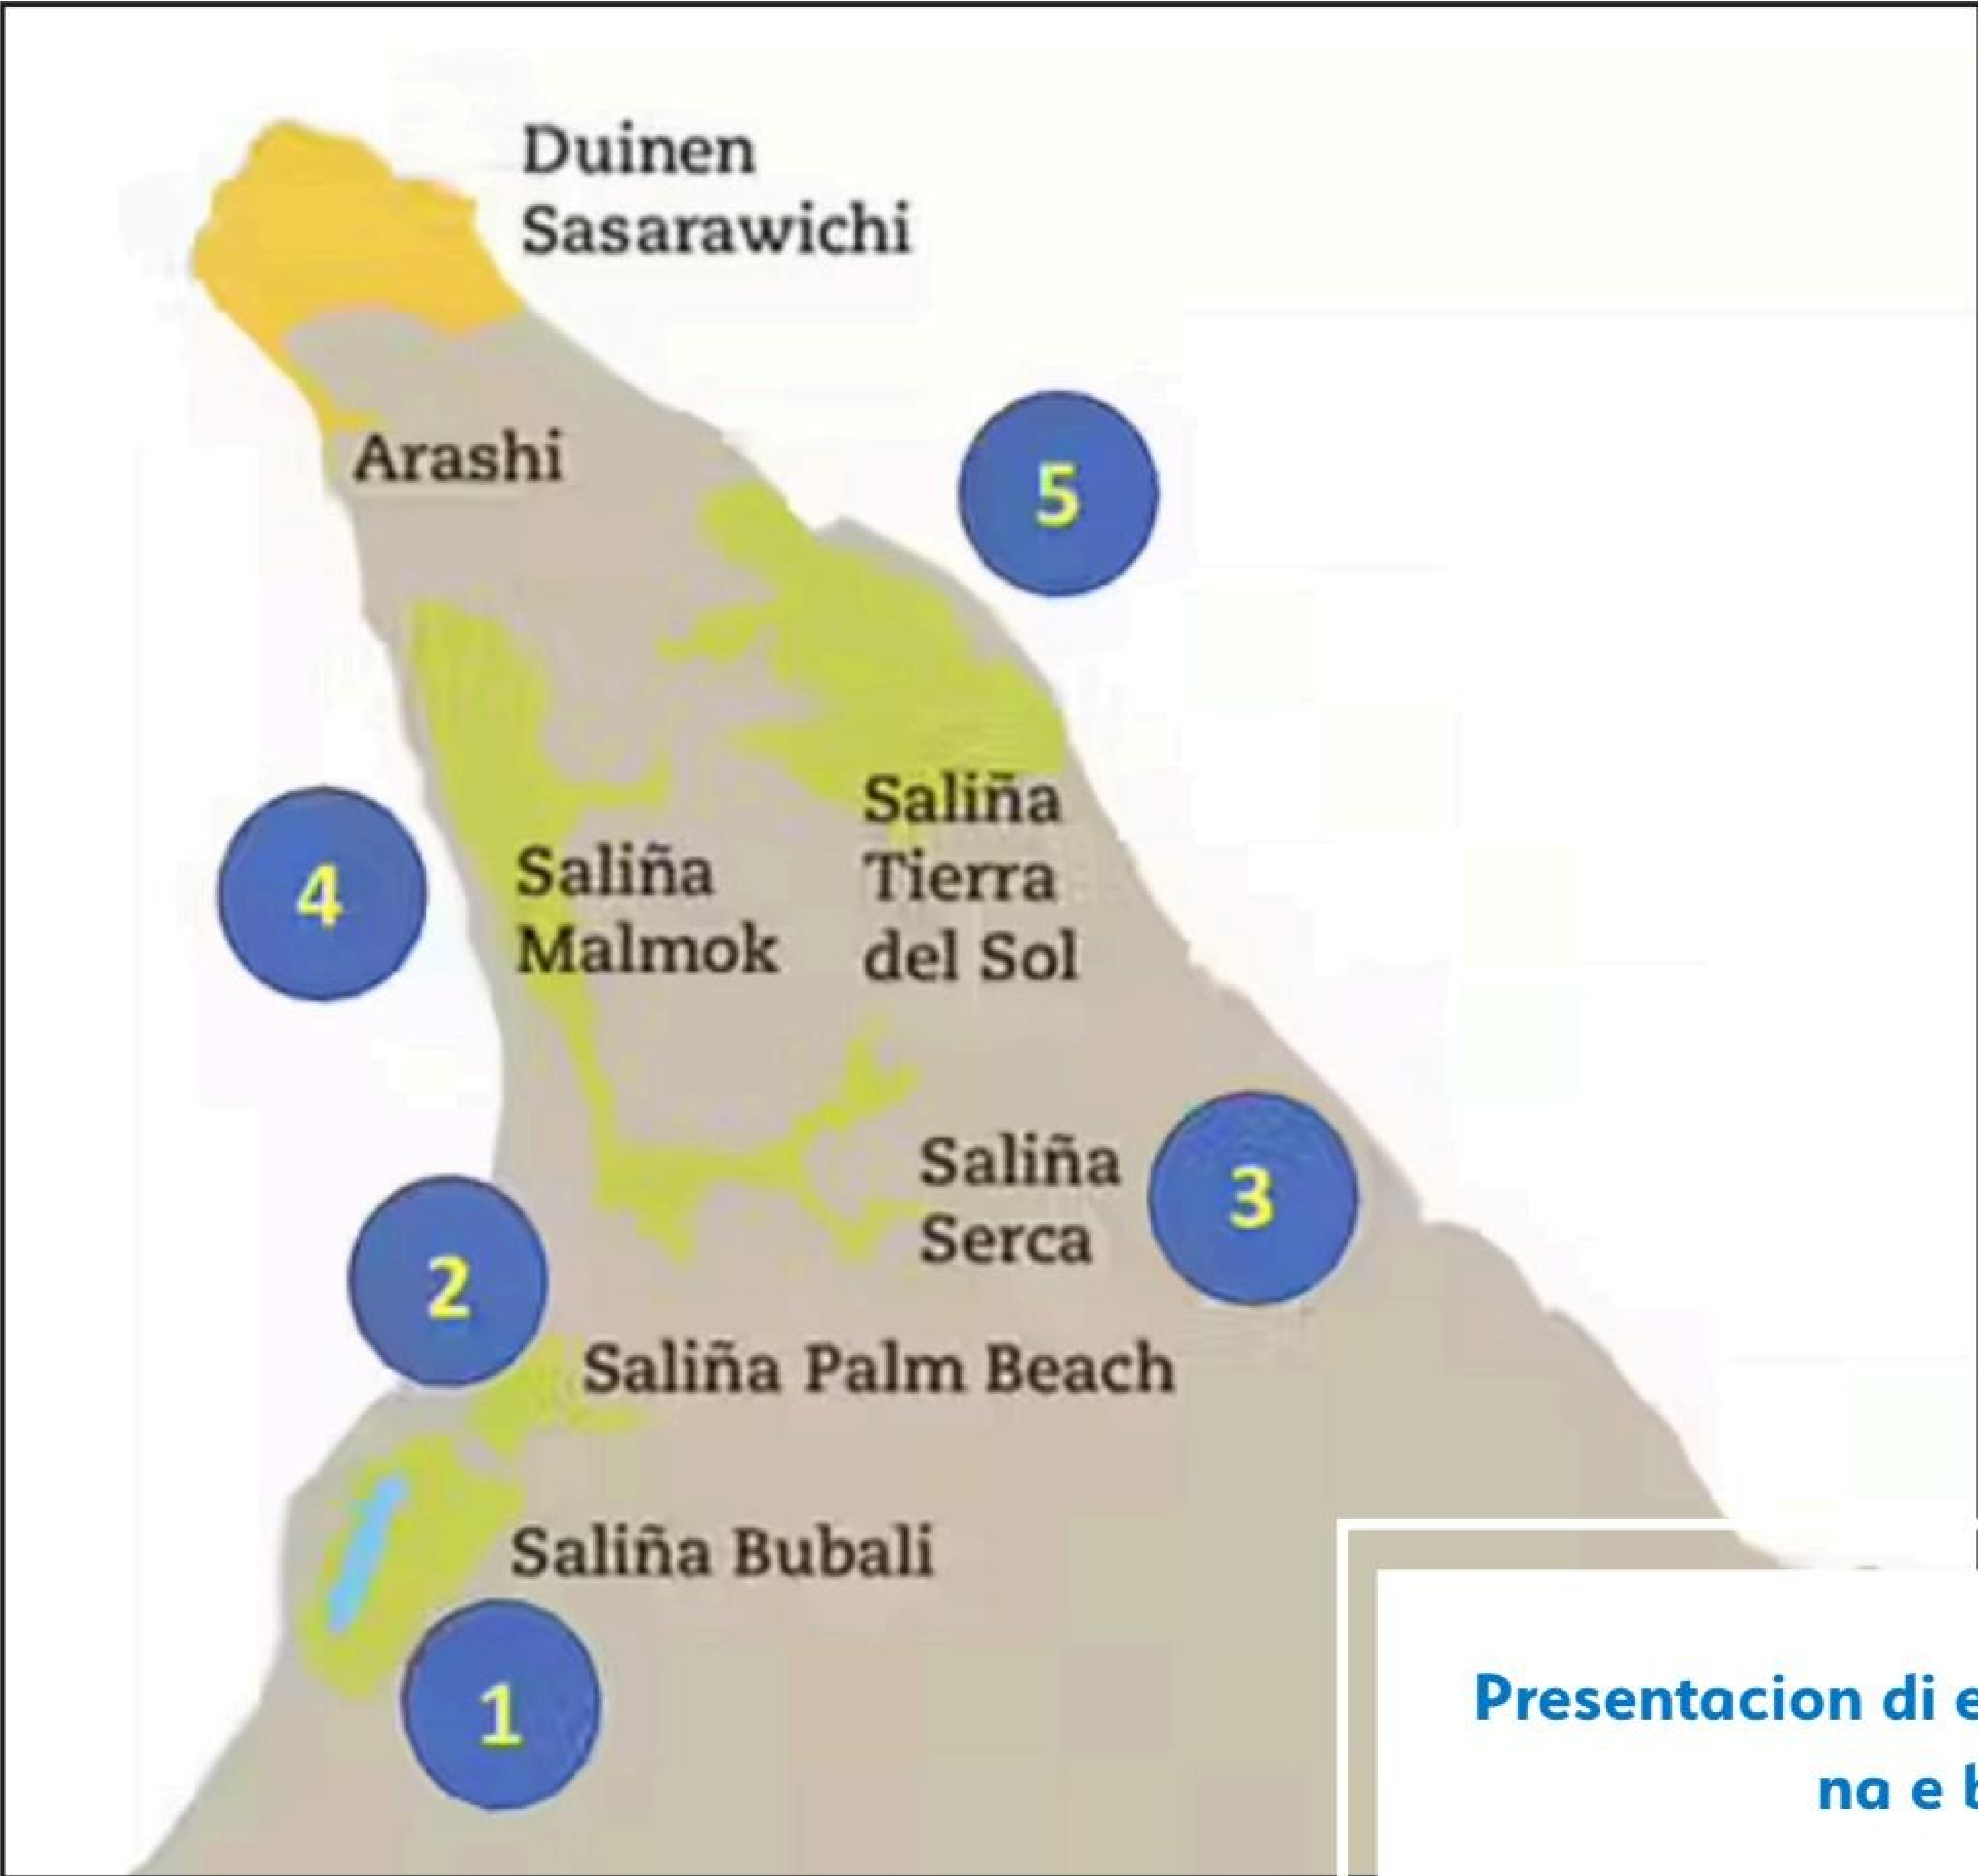 Duinen
Sasarawichi
Arashi
5
Saliña
Tierra
del Sol
4
Saliña
Malmok
Saliña
Serca
3
2
Saliña Palm Beach
Saliña Bubali
1
Presentacion di e
na e